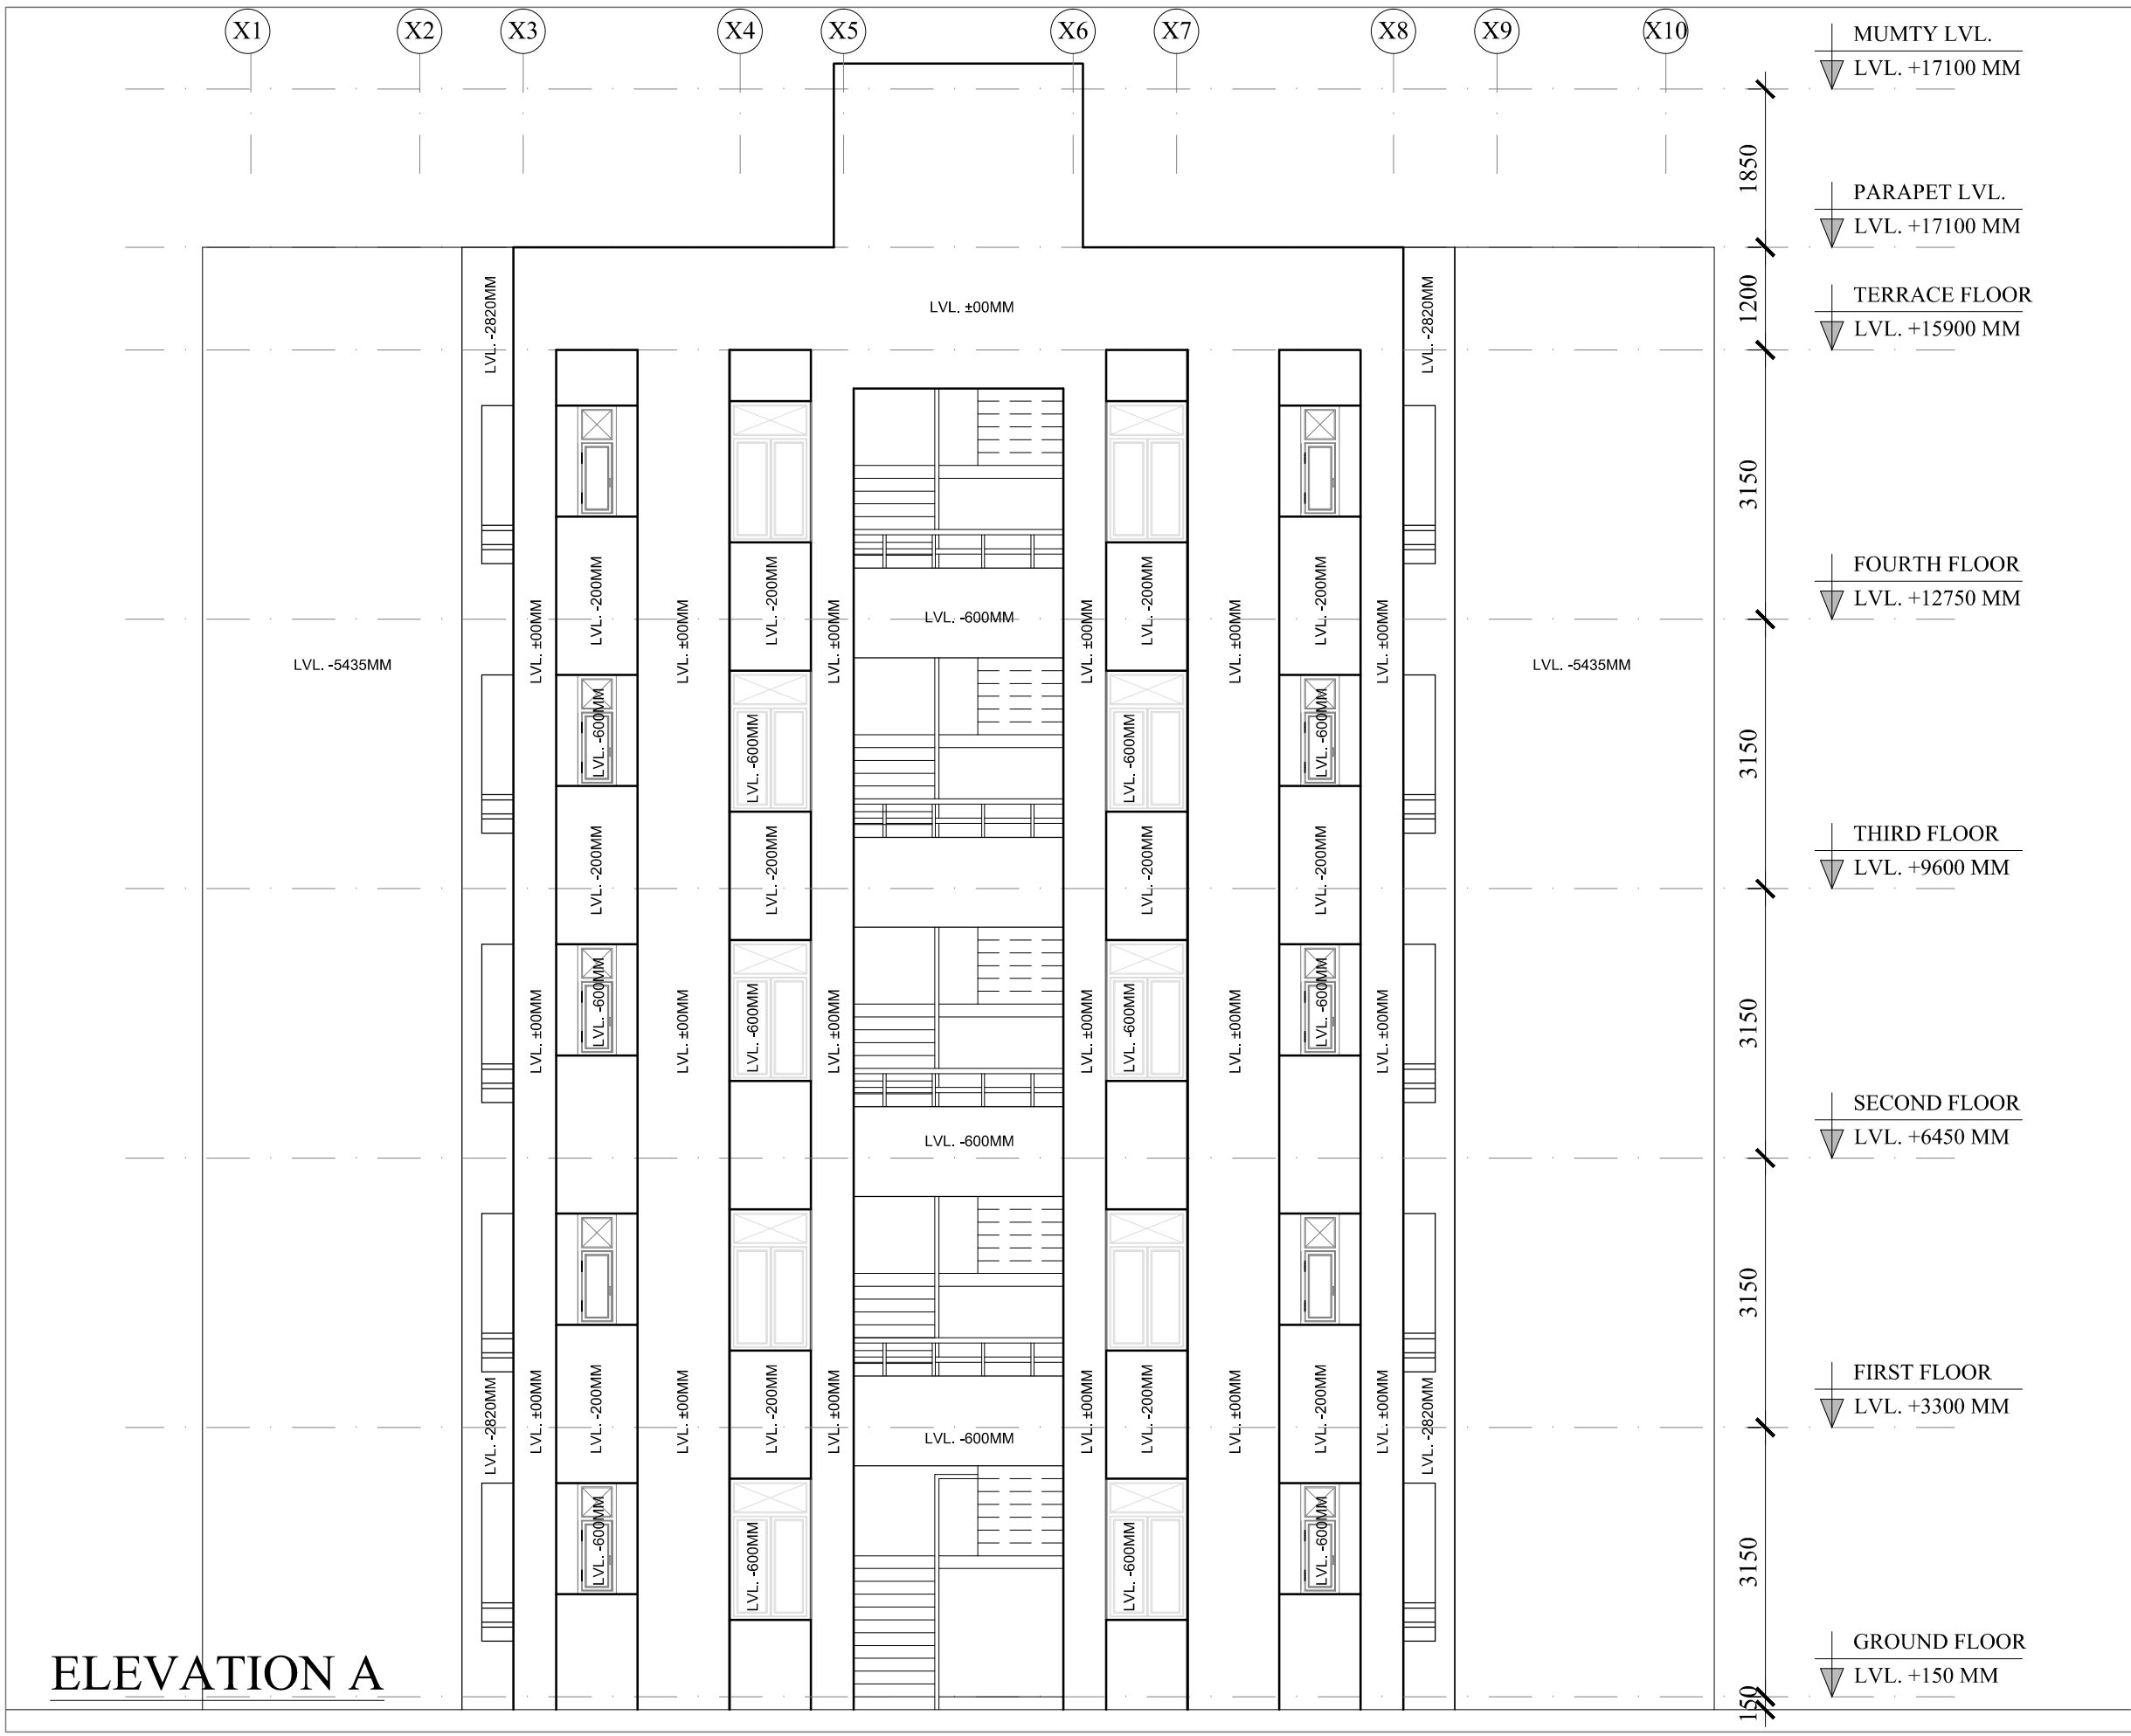 X1 X2 X3 X4 X5 X6 X7 X8 X9 X10
MUMTY LVL.
LVL. +17100 MM
1850
PARAPET LVL.
LVL. +17100 MM
1200
TERRACE FLOOR
LVL. +15900 MM
LVL. -2820MM
LVL. ±00MM
LVL. -2820MM
3150
FOURTH FLOOR
LVL. +12750 MM
LVL. ±00MM
LVL. -200MM
LVL. ±00MM
LVL. -200MM
LVL. ±00MM
LVL. -600MM
LVL. ±00MM
LVL. -200MM
LVL. ±00MM
LVL. -200MM
LVL. ±00MM
LVL. -5435MM
LVL. -5435MM
LVL. -600MM
LVL. -600MM
LVL. -600MM
LVL. -600MM
3150
THIRD FLOOR
LVL. +9600 MM
LVL. -200MM
LVL. -200MM
LVL. -200MM
LVL. -200MM
LVL. ±00MM
LVL. -600MM
LVL. ±00MM
LVL. -600MM
LVL. ±00MM
LVL. ±00MM
LVL. -600MM
LVL. ±00MM
LVL. -600MM
LVL. ±00MM
3150
SECOND FLOOR
LVL. +6450 MM
LVL. -600MM
3150
FIRST FLOOR
LVL. +3300 MM
LVL. -2820MM
LVL. ±00MM
LVL. -200MM
LVL. ±00MM
LVL. -200MM
LVL. ±00MM
LVL. -600MM
LVL. ±00MM
LVL. -200MM
LVL. ±00MM
LVL. -200MM
LVL. ±00MM
LVL. -2820MM
LVL. -600MM
LVL. -600MM
LVL. -600MM
LVL. -600MM
3150
GROUND FLOOR
LVL. +150 MM
150
ELEVATION A